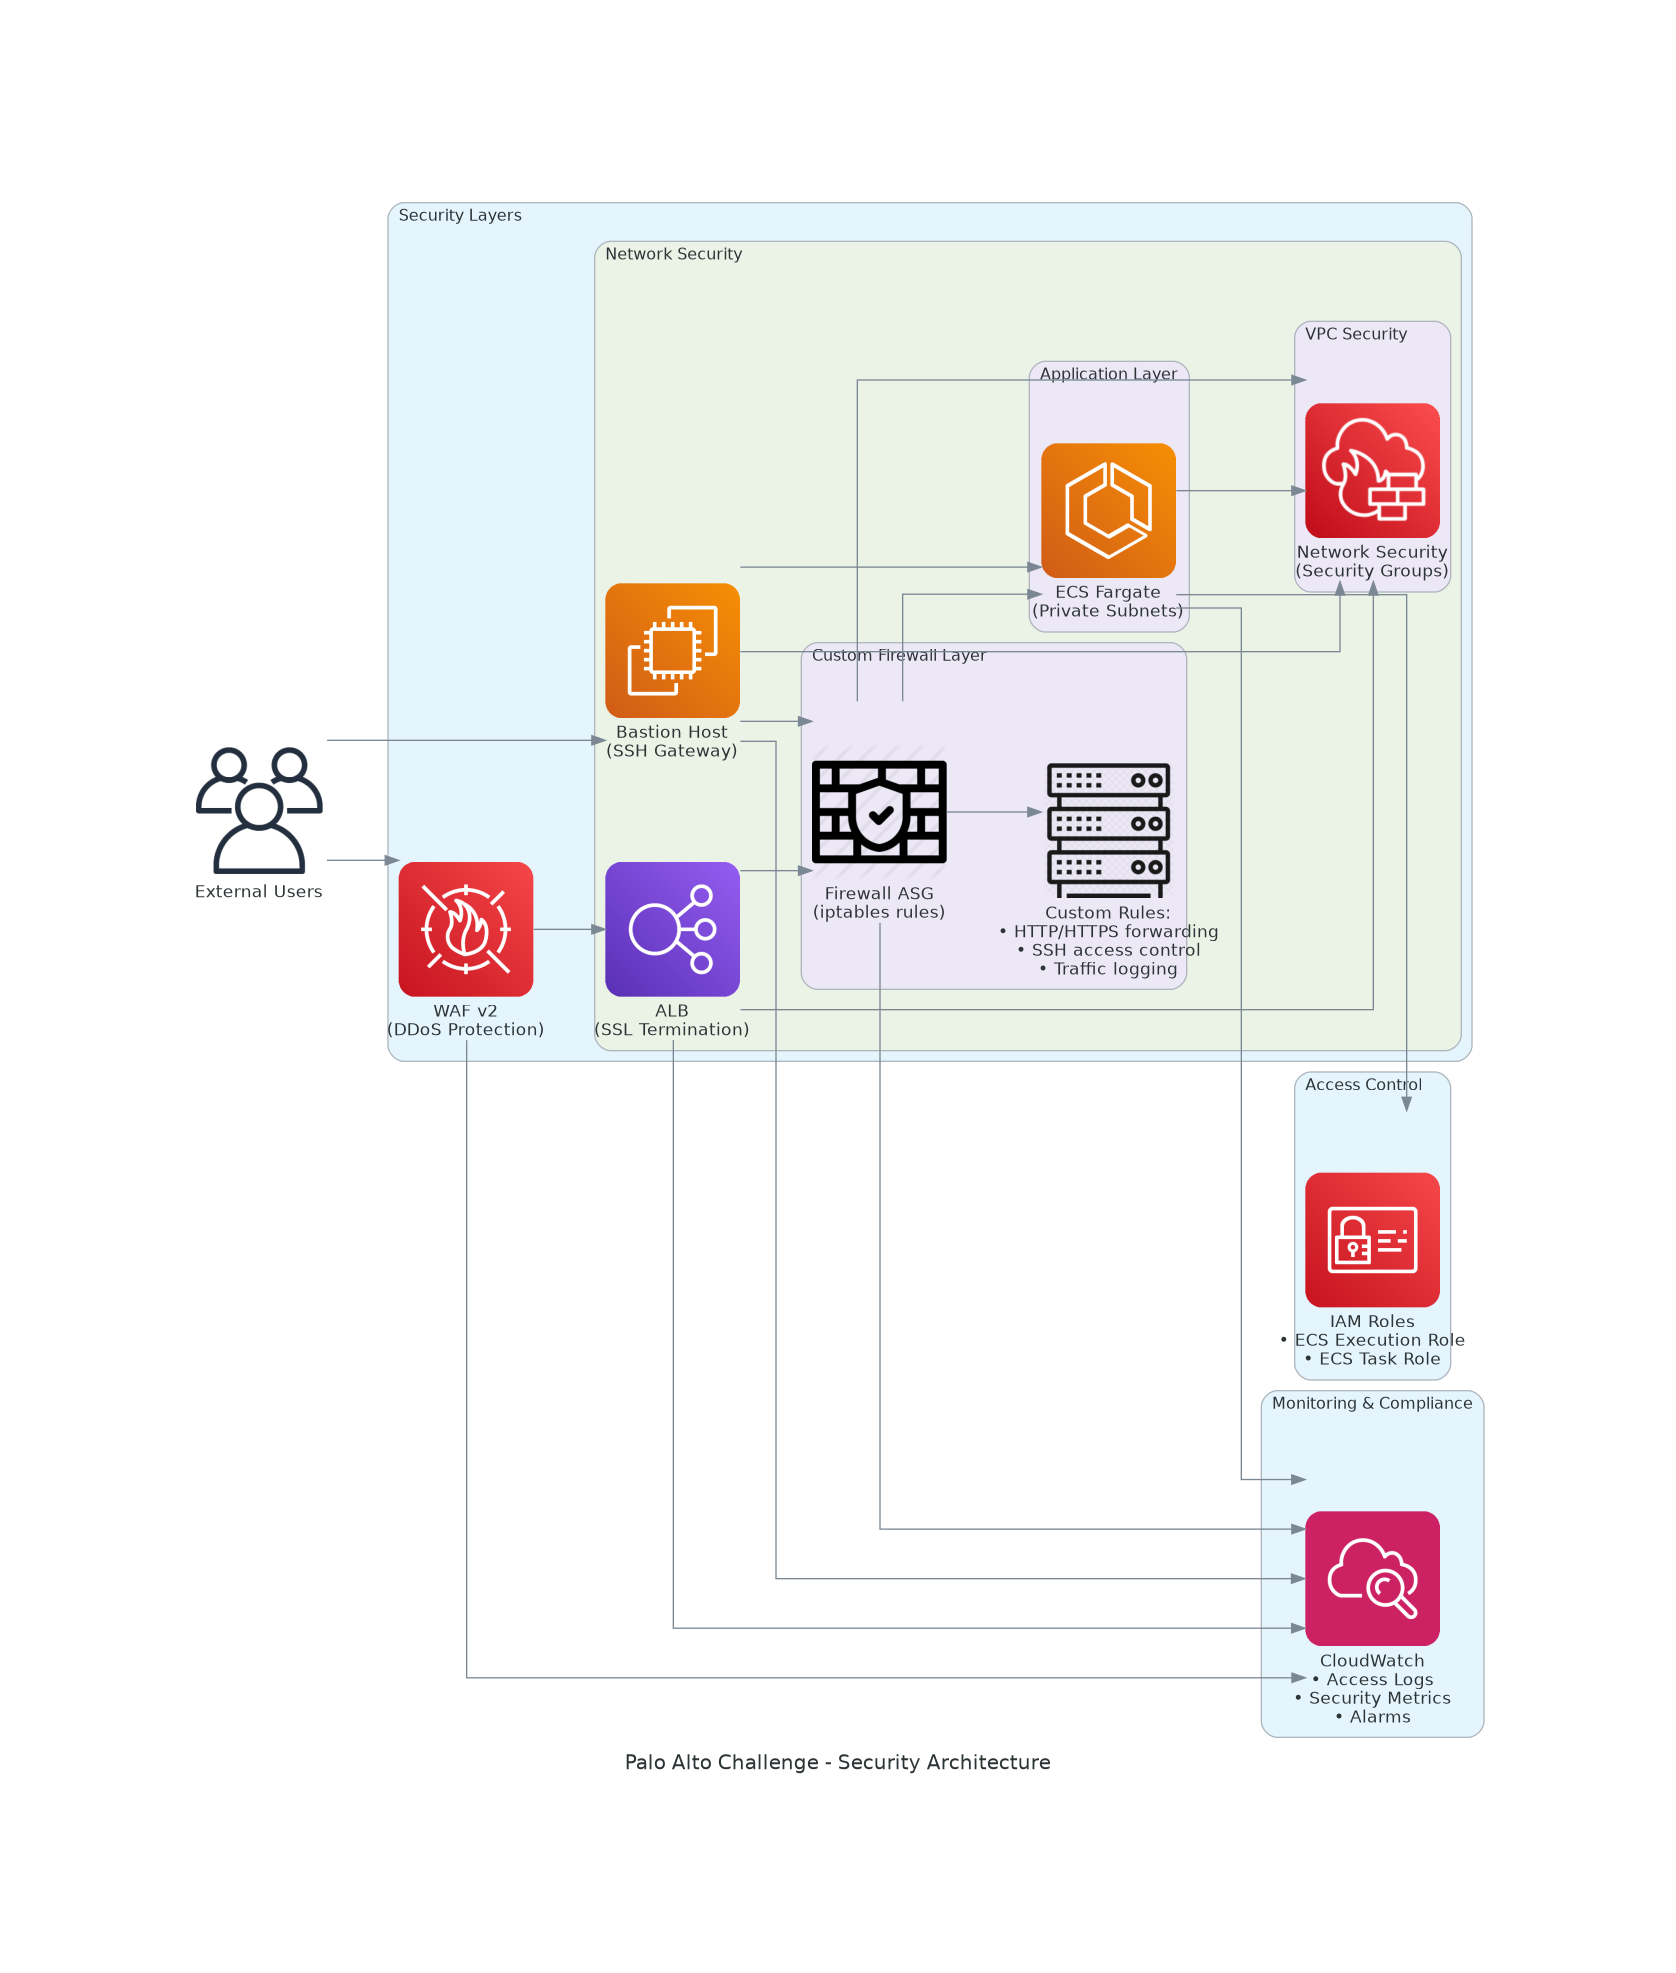 Security Layers
Network Security
VPC Security
Application Layer
Network Security
(Security Groups)
ECS Fargate
(Private Subnets)
Custom Firewall Layer
Bastion Host
(SSH Gateway)
External Users
Firewall ASG
(iptables rules)
Custom Rules:
• HTTP/HTTPS forwarding
• SSH access control
• Traffic logging
WAF v2
(DDoS Protection)
ALB
(SSL Termination)
Access Control
IAM Roles
• ECS Execution Role
• ECS Task Role
Monitoring & Compliance
CloudWatch
• Access Logs
• Security Metrics
• Alarms
Palo Alto Challenge - Security Architecture